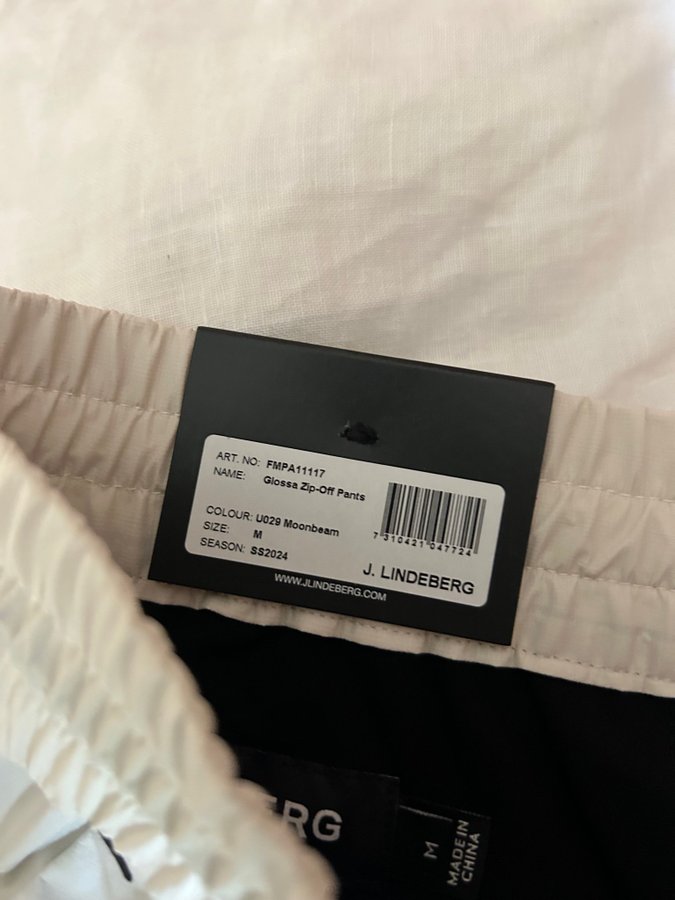 ART. NO: FMPA11117
NAME: Glossa Zip-Off Pants
COLOUR: U029 Moonbeam
SIZE: M
SEASON: SS2024
7 310421 047724
J. LINDEBERG
WWW.JLINDEBERG.COM
ERG
M
MADE IN
CHINA